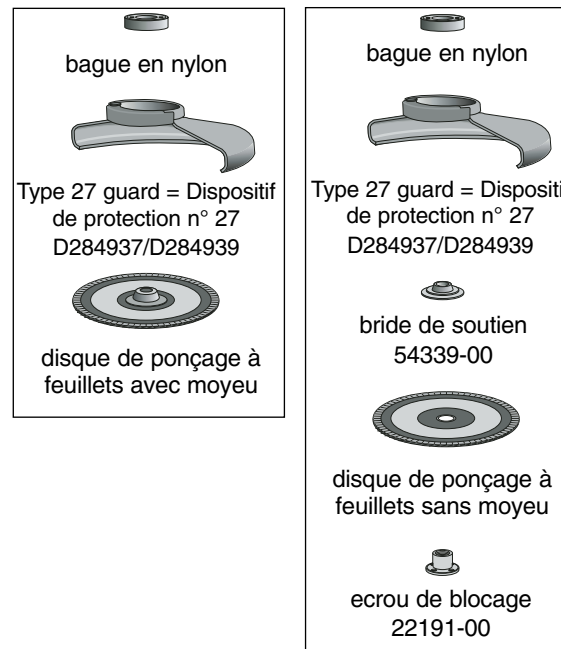 bague en nylon
Type 27 guard = Dispositif
de protection n° 27
D284937/D284939
disque de ponçage à
feuillets avec moyeu
bague en nylon
Type 27 guard = Dispositi
de protection n° 27
D284937/D284939
bride de soutien
54339-00
disque de ponçage à
feuillets sans moyeu
ecrou de blocage
22191-00